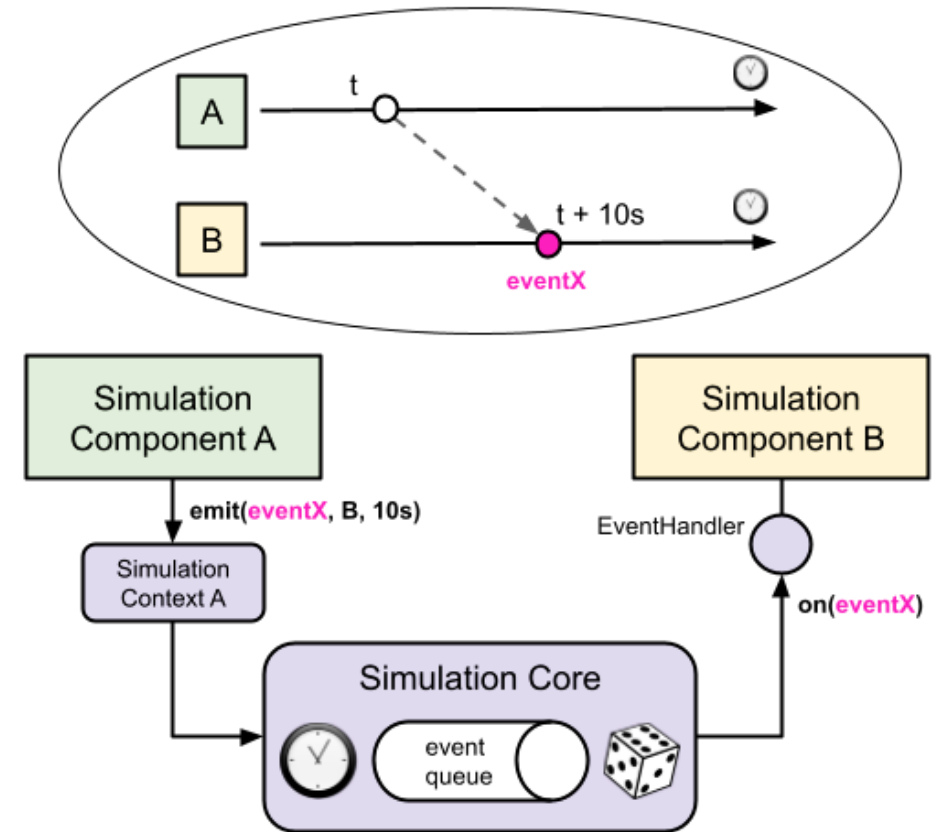 t
A
t + 10s
B
eventX
Simulation
Component A
Simulation
Component B
emit(eventX, B, 10s)
EventHandler
Simulation
Context A
on(eventX)
Simulation Core
event
queue